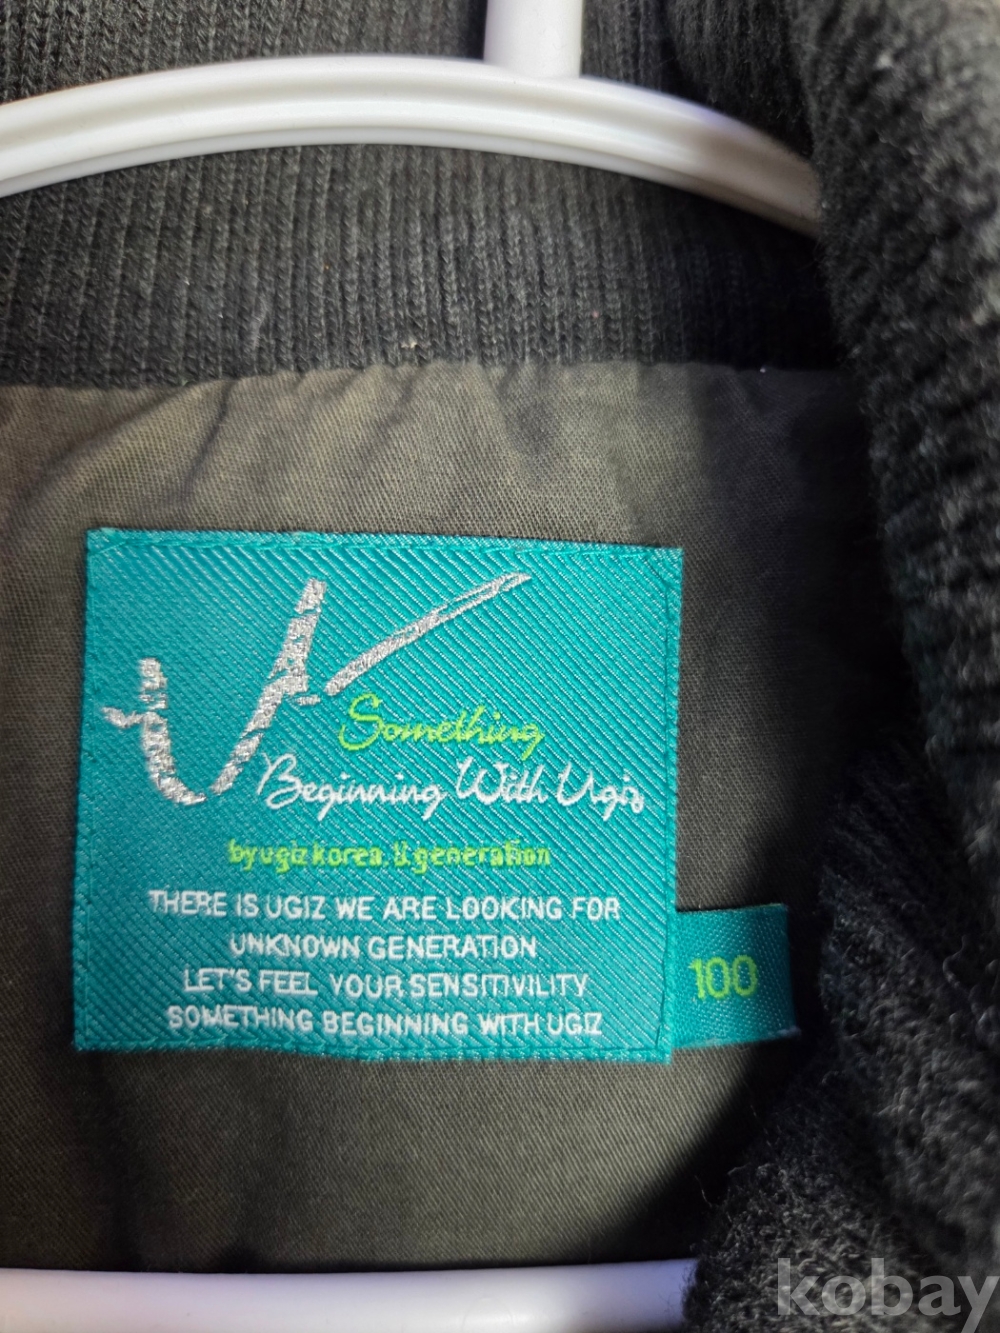 Something
Beginning With Ugiz
by ugiz korea. U generation
THERE IS UGIZ WE ARE LOOKING FOR
UNKNOWN GENERATION
LET'S FEEL YOUR SENSITIVILITY
SOMETHING BEGINNING WITH UGIZ
100
kobay